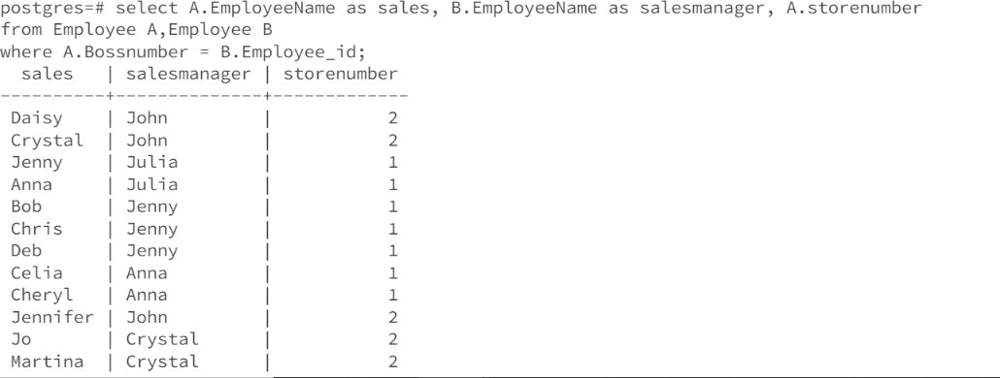 postgres=# select A.EmployeeName as sales, B.EmployeeName as salesmanager, A.storenumber
from Employee A,Employee B
where A.Bossnumber = B.Employee_id;
  sales   | salesmanager | storenumber
----------+--------------+-------------
 Daisy    | John         |           2
 Crystal  | John         |           2
 Jenny    | Julia        |           1
 Anna     | Julia        |           1
 Bob      | Jenny        |           1
 Chris    | Jenny        |           1
 Deb      | Jenny        |           1
 Celia    | Anna         |           1
 Cheryl   | Anna         |           1
 Jennifer | John         |           2
 Jo       | Crystal      |           2
 Martina  | Crystal      |           2